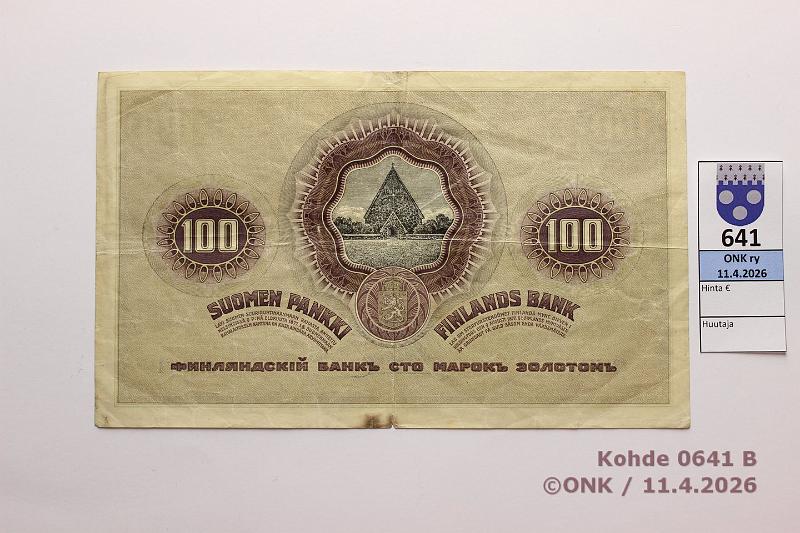 100
100
SUOMEN PANKKI
FINLANDS BANK
ФИНЛЯНДСКІЙ БАНКЪ СТО МАРОКЪ ЗОЛОТОМЪ
641
ONK ry
11.4.2026
Hinta €
Huutaja
Kohde 0641 B
©ONK / 11.4.2026